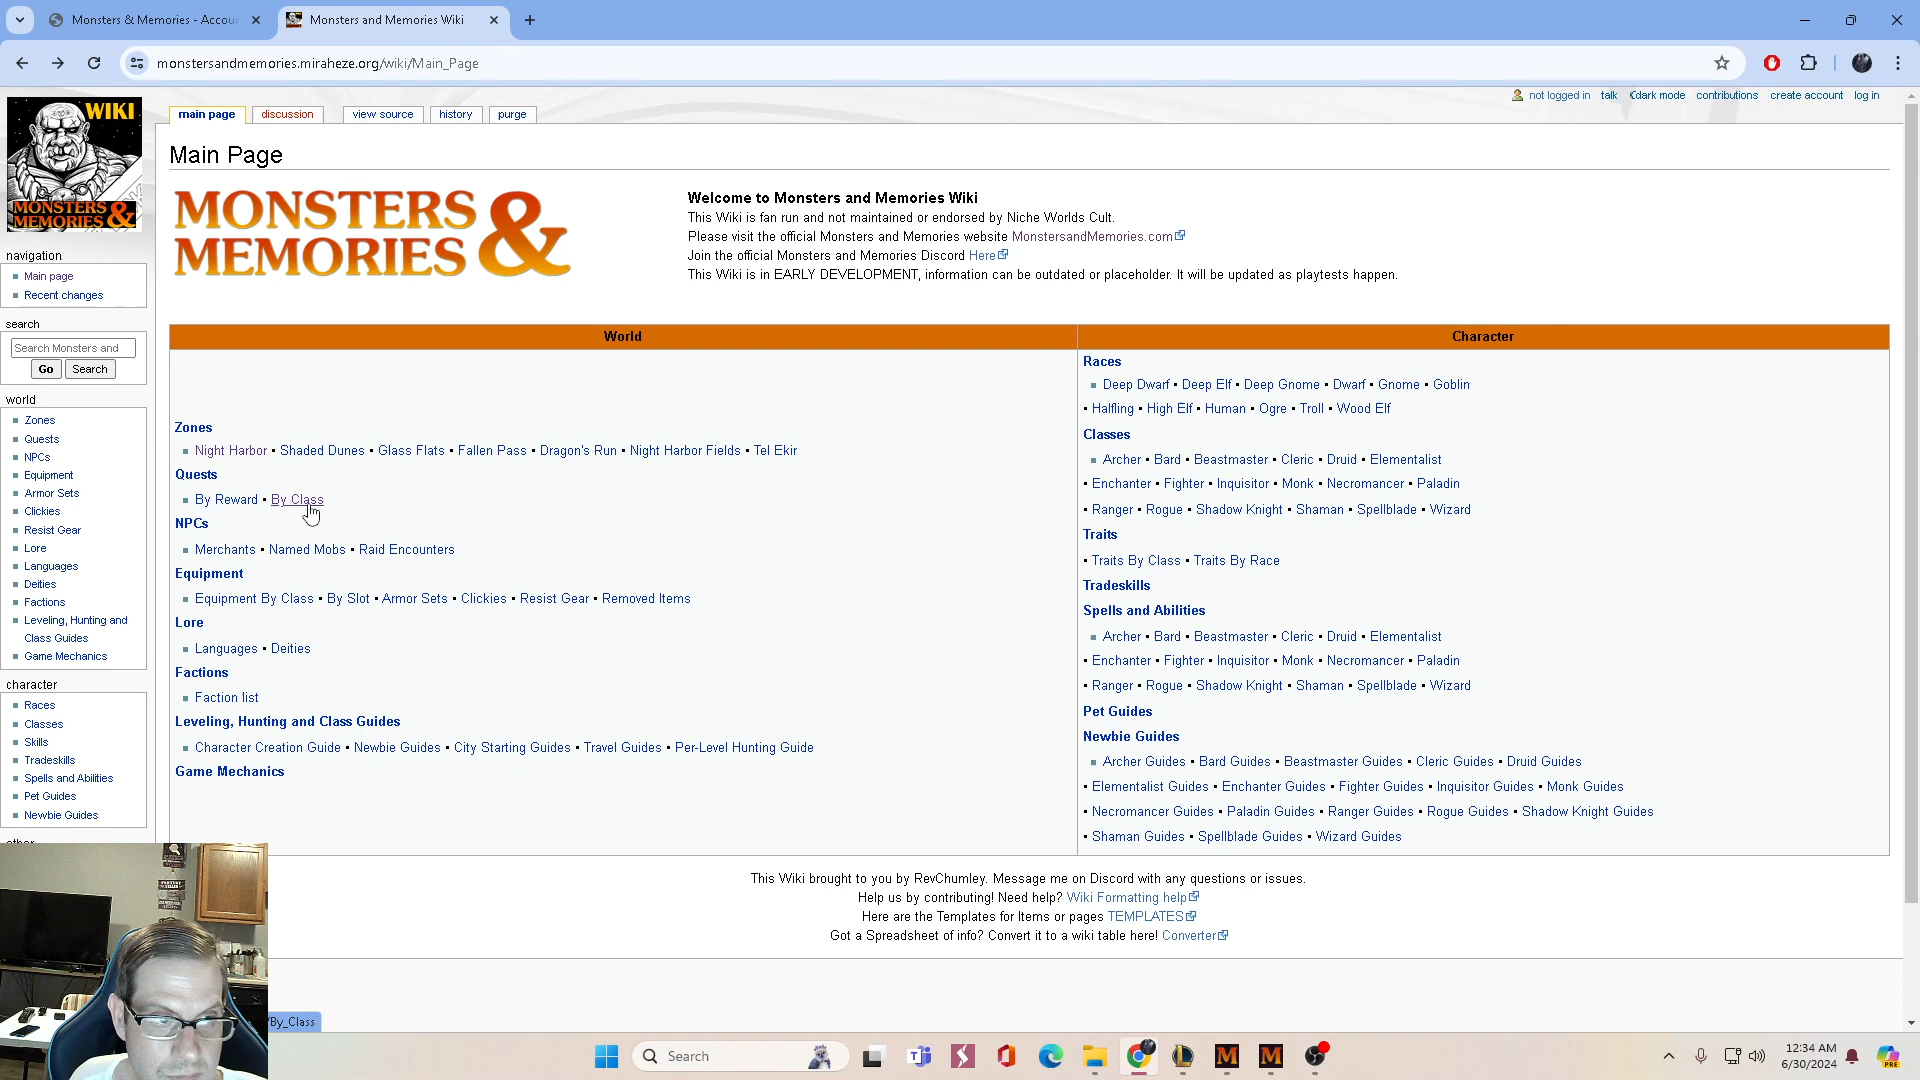 Monsters & Memories - Accou
Monsters and Memories Wiki
monstersandmemories.miraheze.org/wiki/Main_Page
not logged in talk dark mode contributions create account log in
WIKI
MONSTERS & MEMORIES
main page discussion view source history purge
Main Page
MONSTERS & MEMORIES
Welcome to Monsters and Memories Wiki
This Wiki is fan run and not maintained or endorsed by Niche Worlds Cult.
Please visit the official Monsters and Memories website MonstersandMemories.com
Join the official Monsters and Memories Discord Here
This Wiki is in EARLY DEVELOPMENT, information can be outdated or placeholder. It will be updated as playtests happen.
navigation
Main page
Recent changes
search
Search Monsters and
Go Search
world
Zones
Quests
NPCs
Equipment
Armor Sets
Clickies
Resist Gear
Lore
Languages
Deities
Factions
Leveling, Hunting and
Class Guides
Game Mechanics
character
Races
Classes
Skills
Tradeskills
Spells and Abilities
Pet Guides
Newbie Guides
World
Zones
Night Harbor • Shaded Dunes • Glass Flats • Fallen Pass • Dragon's Run • Night Harbor Fields • Tel Ekir
Quests
By Reward • By Class
NPCs
Merchants • Named Mobs • Raid Encounters
Equipment
Equipment By Class • By Slot • Armor Sets • Clickies • Resist Gear • Removed Items
Lore
Languages • Deities
Factions
Faction list
Leveling, Hunting and Class Guides
Character Creation Guide • Newbie Guides • City Starting Guides • Travel Guides • Per-Level Hunting Guide
Game Mechanics
Character
Races
Deep Dwarf • Deep Elf • Deep Gnome • Dwarf • Gnome • Goblin
• Halfling • High Elf • Human • Ogre • Troll • Wood Elf
Classes
Archer • Bard • Beastmaster • Cleric • Druid • Elementalist
• Enchanter • Fighter • Inquisitor • Monk • Necromancer • Paladin
• Ranger • Rogue • Shadow Knight • Shaman • Spellblade • Wizard
Traits
• Traits By Class • Traits By Race
Tradeskills
Spells and Abilities
Archer • Bard • Beastmaster • Cleric • Druid • Elementalist
• Enchanter • Fighter • Inquisitor • Monk • Necromancer • Paladin
• Ranger • Rogue • Shadow Knight • Shaman • Spellblade • Wizard
Pet Guides
Newbie Guides
Archer Guides • Bard Guides • Beastmaster Guides • Cleric Guides • Druid Guides
• Elementalist Guides • Enchanter Guides • Fighter Guides • Inquisitor Guides • Monk Guides
• Necromancer Guides • Paladin Guides • Ranger Guides • Rogue Guides • Shadow Knight Guides
• Shaman Guides • Spellblade Guides • Wizard Guides
This Wiki brought to you by RevChumley. Message me on Discord with any questions or issues.
Help us by contributing! Need help? Wiki Formatting help
Here are the Templates for Items or pages TEMPLATES
Got a Spreadsheet of info? Convert it to a wiki table here! Converter
/By_Class
Search
12:34 AM
6/30/2024
PRE